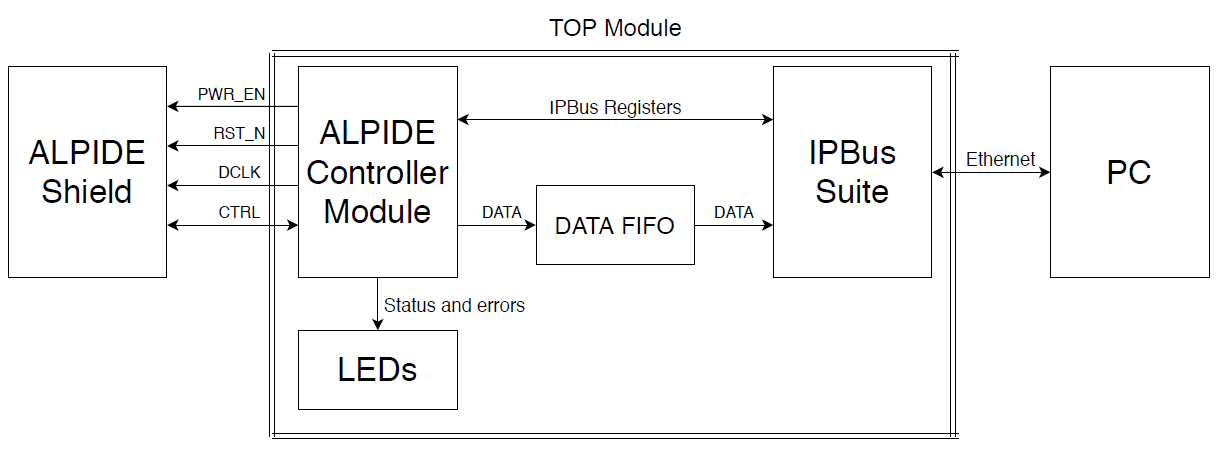 TOP Module
ALPIDE
Shield
PWR_EN
RST_N
DCLK
CTRL
ALPIDE
Controller
Module
IPBus Registers
DATA
DATA FIFO
DATA
IPBus
Suite
Ethernet
PC
Status and errors
LEDs